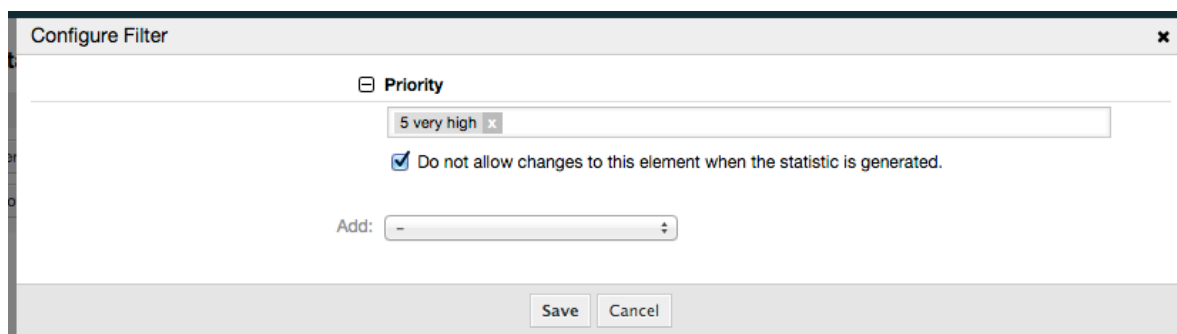 Configure Filter
Priority
5 very high x
Do not allow changes to this element when the statistic is generated.
Add: –
Save Cancel